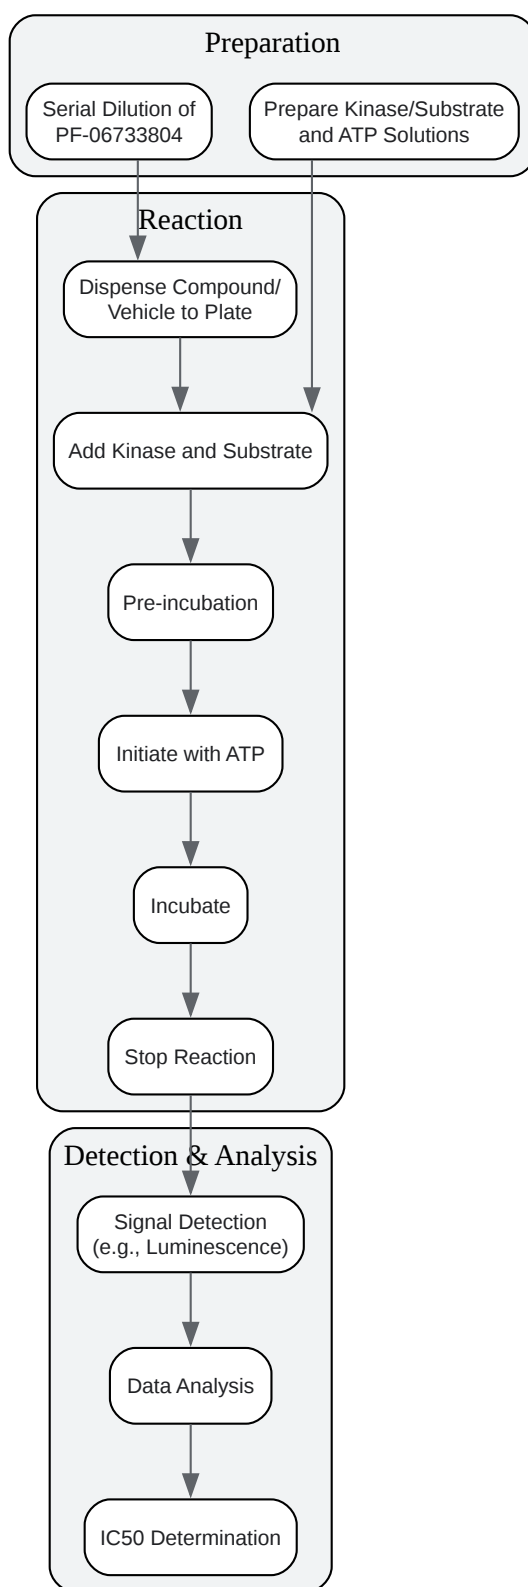 Preparation
Serial Dilution of
PF-06733804
Prepare Kinase/Substrate
and ATP Solutions
Reaction
Dispense Compound/
Vehicle to Plate
Add Kinase and Substrate
Pre-incubation
Initiate with ATP
Incubate
Stop Reaction
Detection & Analysis
Signal Detection
(e.g., Luminescence)
Data Analysis
IC50 Determination